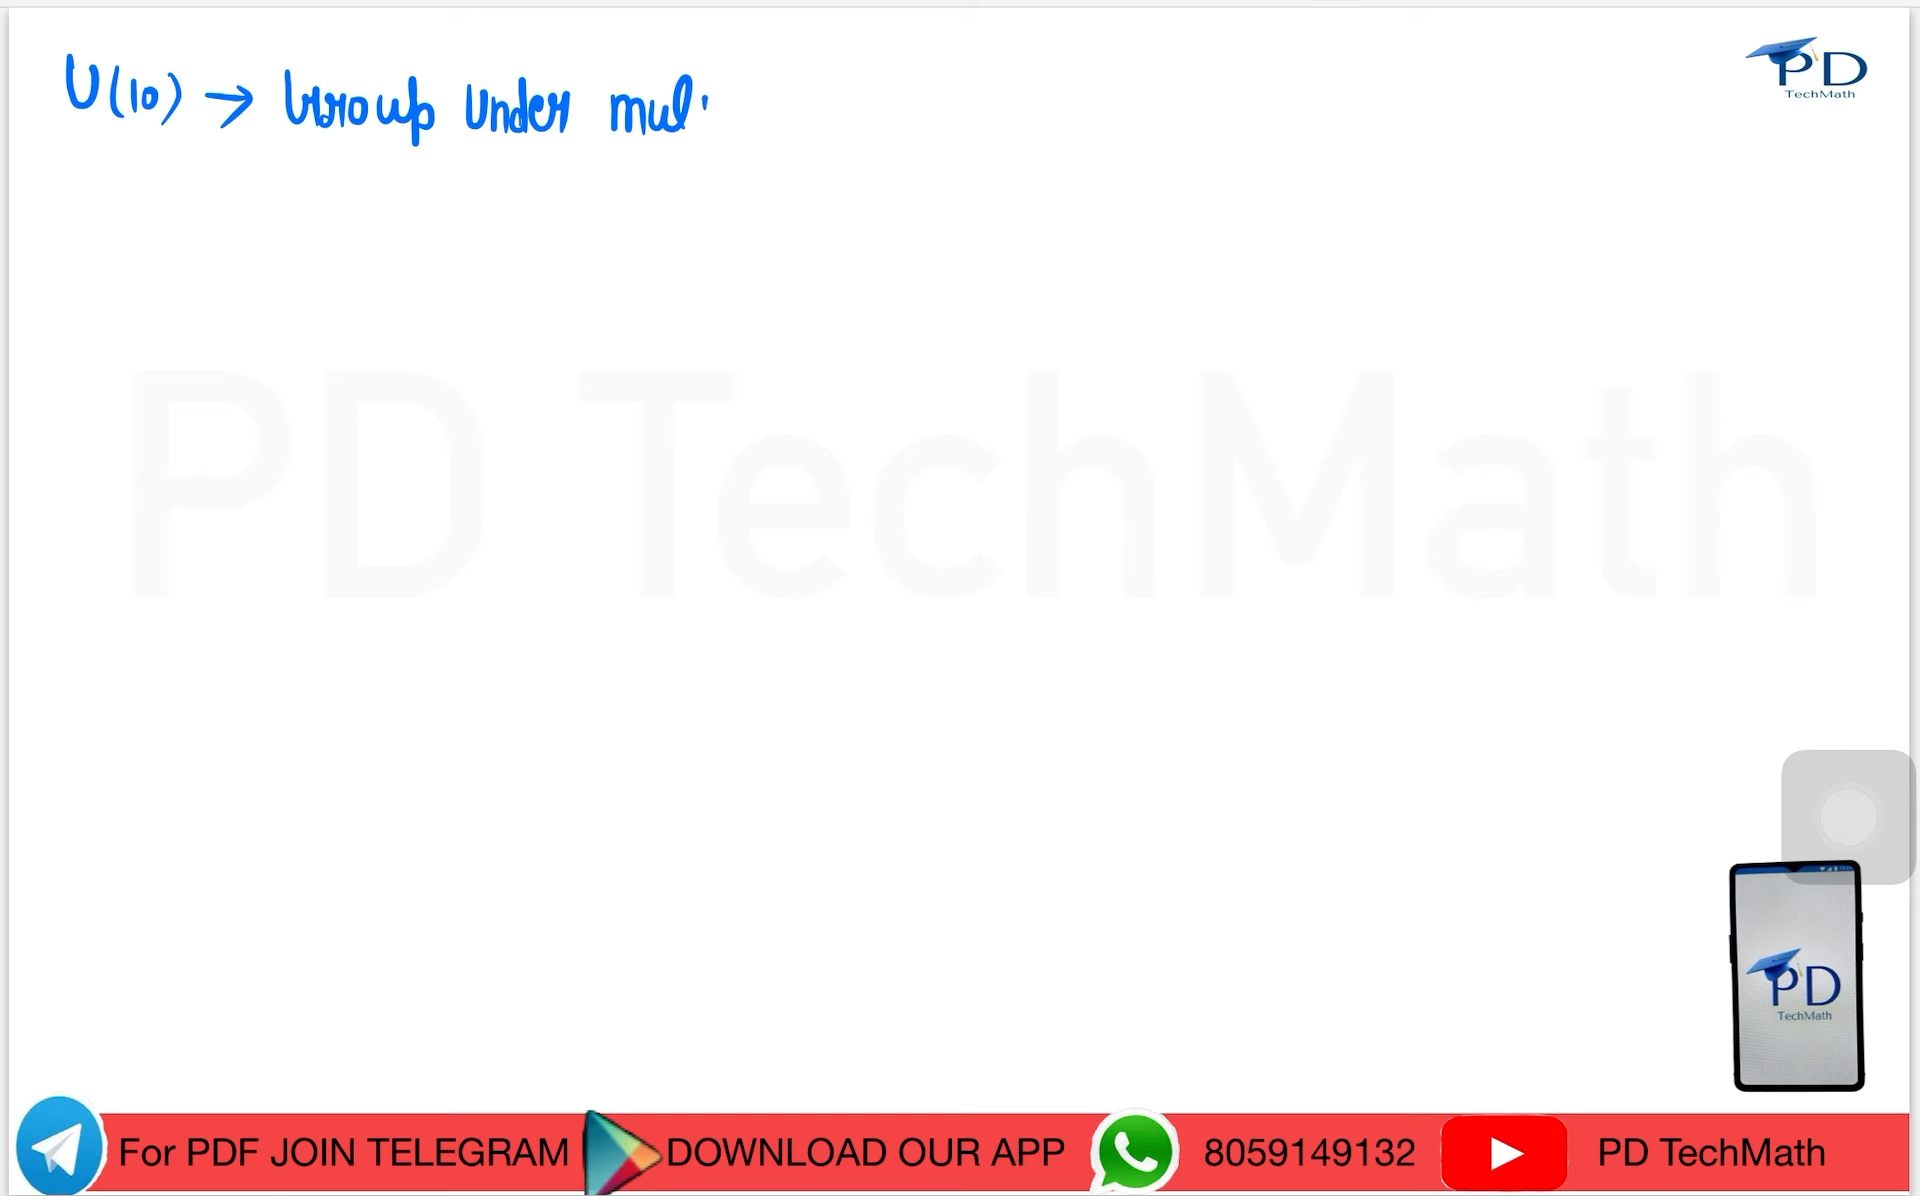 U(10) → Group Under mul.
PD
TechMath
PD TechMath
PD
TechMath
For PDF JOIN TELEGRAM DOWNLOAD OUR APP 8059149132 PD TechMath